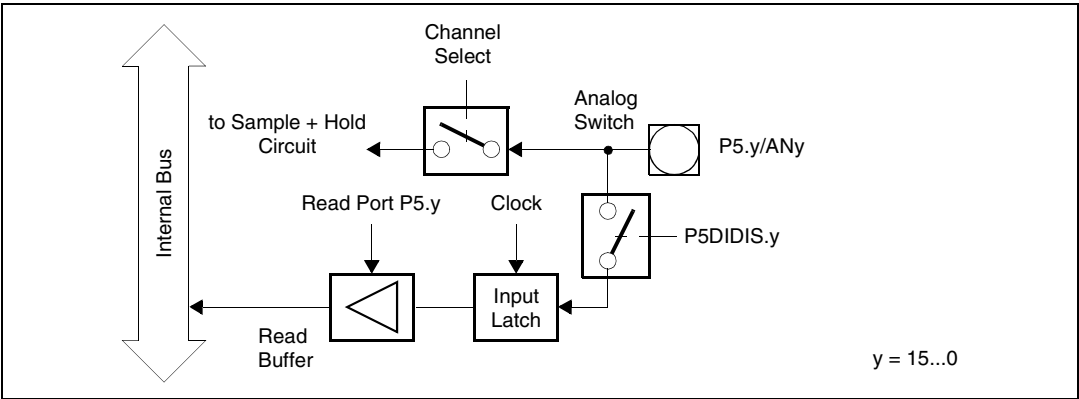 Channel
Select
Analog
Switch
to Sample + Hold
Circuit
P5.y/ANy
Internal Bus
Read Port P5.y
Clock
P5DIDIS.y
Input
Latch
Read
Buffer
y = 15...0